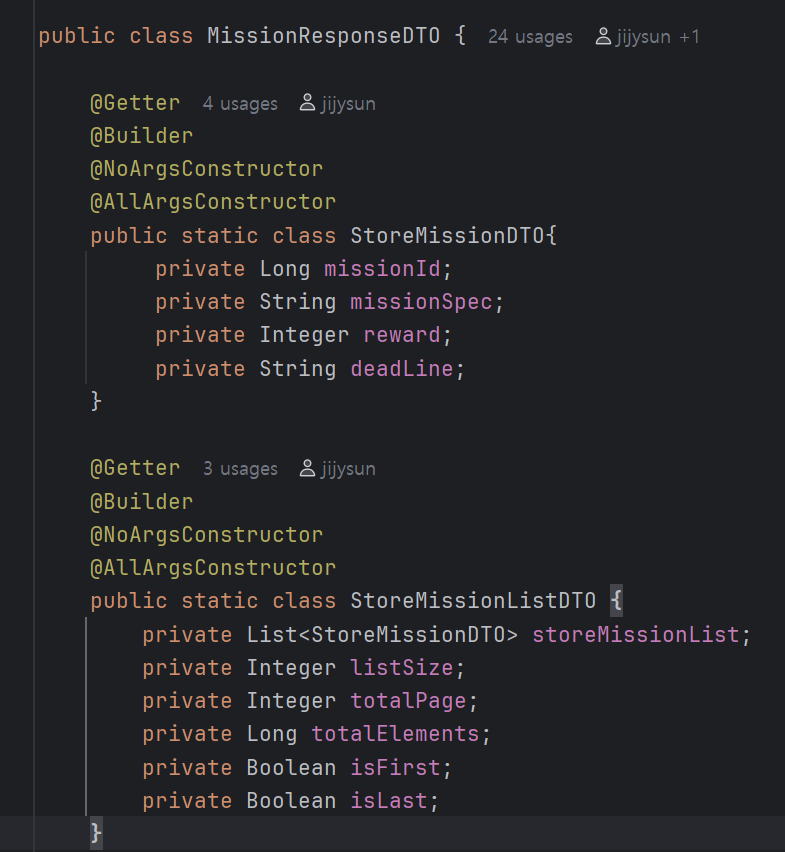 public class MissionResponseDTO { 24 usages jijysun +1
@Getter 4 usages jijysun
@Builder
@NoArgsConstructor
@AllArgsConstructor
public static class StoreMissionDTO{
private Long missionId;
private String missionSpec;
private Integer reward;
private String deadLine;
}
@Getter 3 usages jijysun
@Builder
@NoArgsConstructor
@AllArgsConstructor
public static class StoreMissionListDTO {
private List<StoreMissionDTO> storeMissionList;
private Integer listSize;
private Integer totalPage;
private Long totalElements;
private Boolean isFirst;
private Boolean isLast;
}